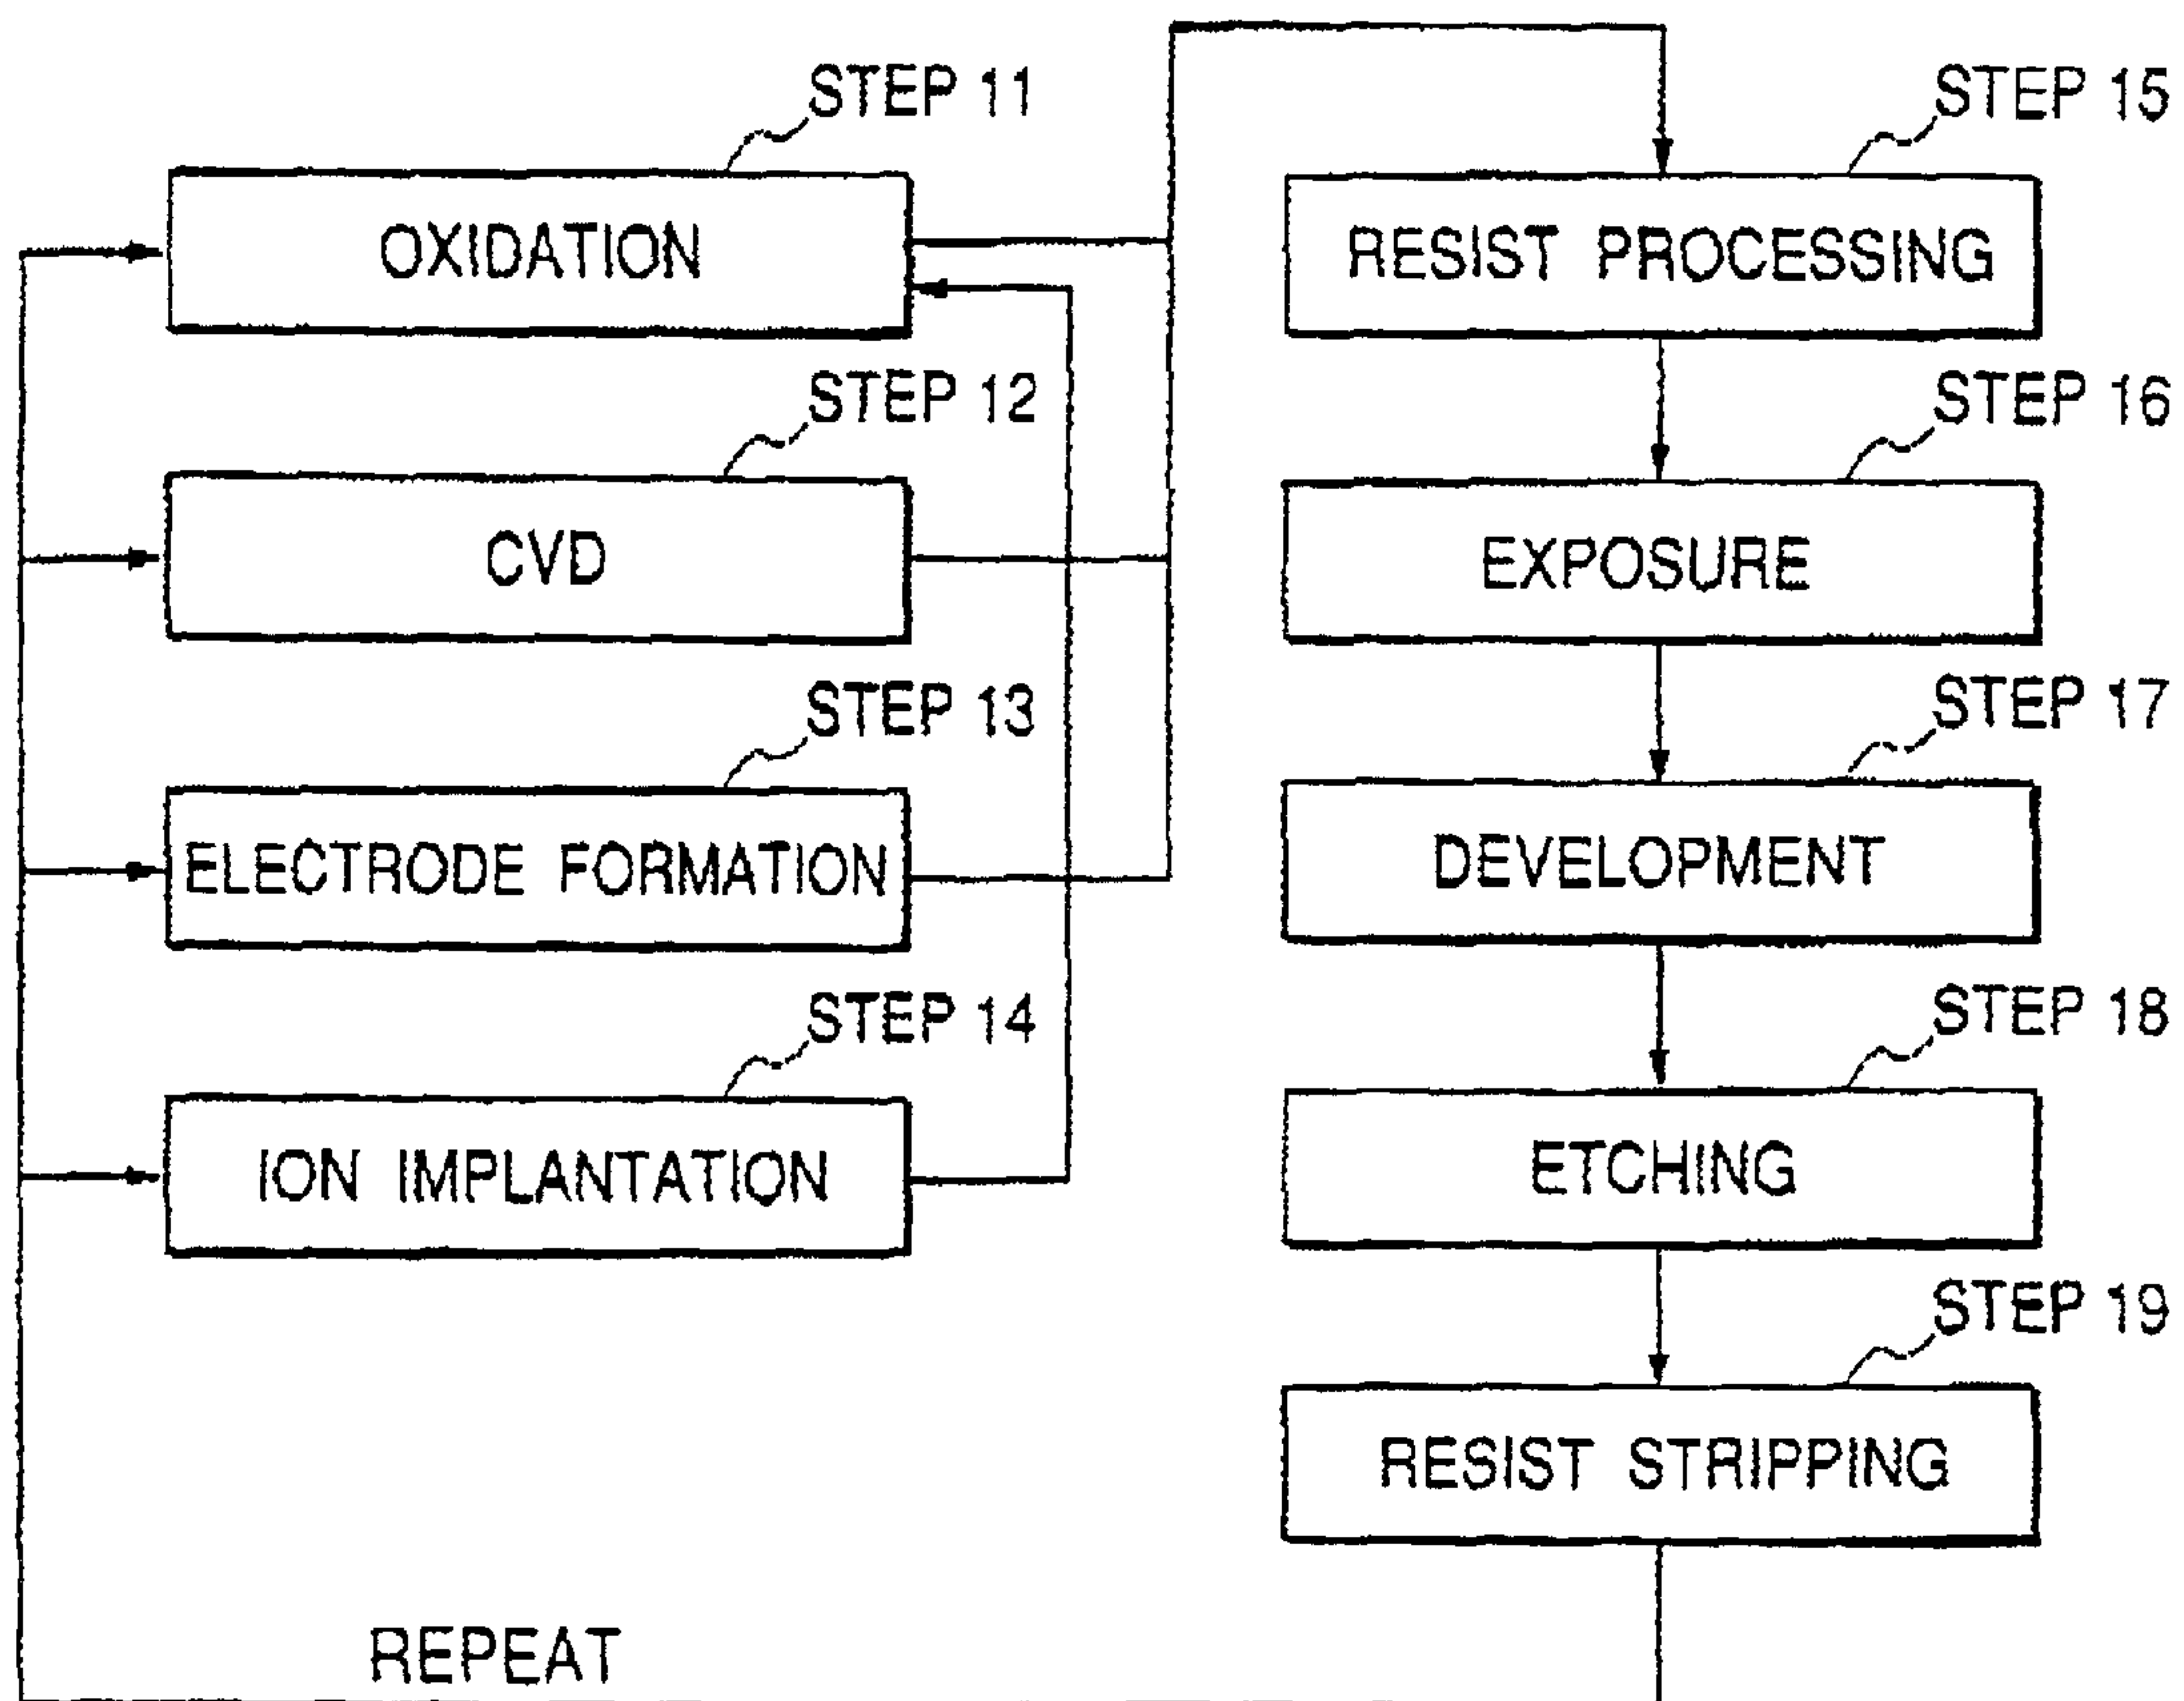 STEP 11
OXIDATION
STEP 12
CVD
STEP 13
ELECTRODE FORMATION
STEP 14
ION IMPLANTATION
REPEAT
STEP 15
RESIST PROCESSING
STEP 16
EXPOSURE
STEP 17
DEVELOPMENT
STEP 18
ETCHING
STEP 19
RESIST STRIPPING